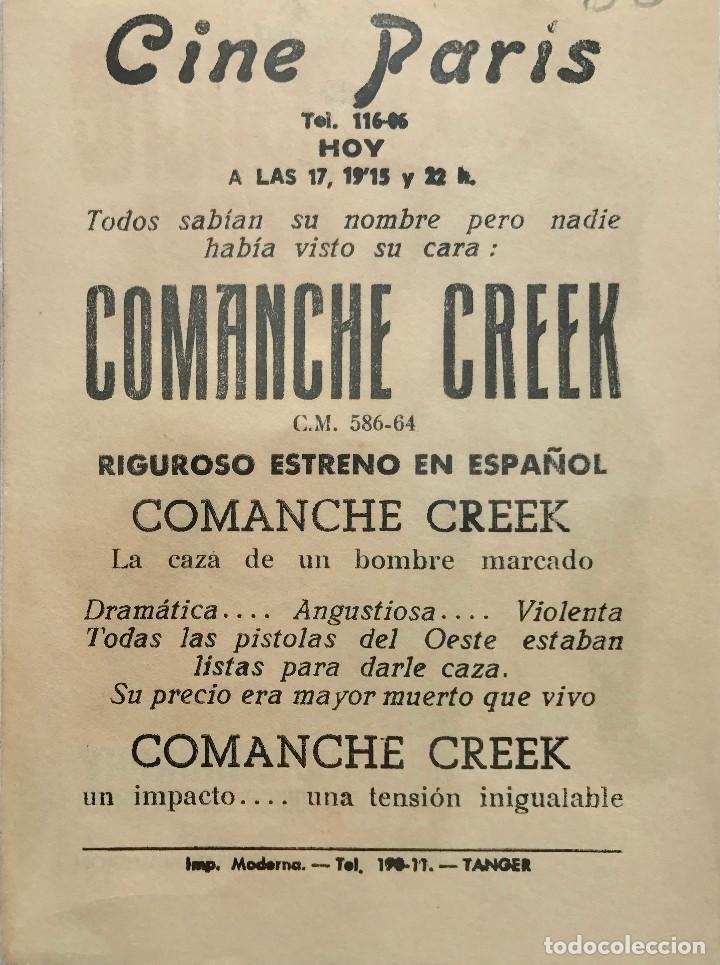 Cine Paris
Tel. 116-06
HOY
A LAS 17, 19'15 y 22 h.
Todos sabían su nombre pero nadie
había visto su cara :
COMANCHE CREEK
C.M. 586-64
RIGUROSO ESTRENO EN ESPAÑOL
COMANCHE CREEK
La caza de un bombre marcado
Dramática.... Angustiosa.... Violenta
Todas las pistolas del Oeste estaban
listas para darle caza.
Su precio era mayor muerto que vivo
COMANCHE CREEK
un impacto.... una tensión inigualable
Imp. Moderna. — Tel. 190-11. — TANGER
todocoleccion